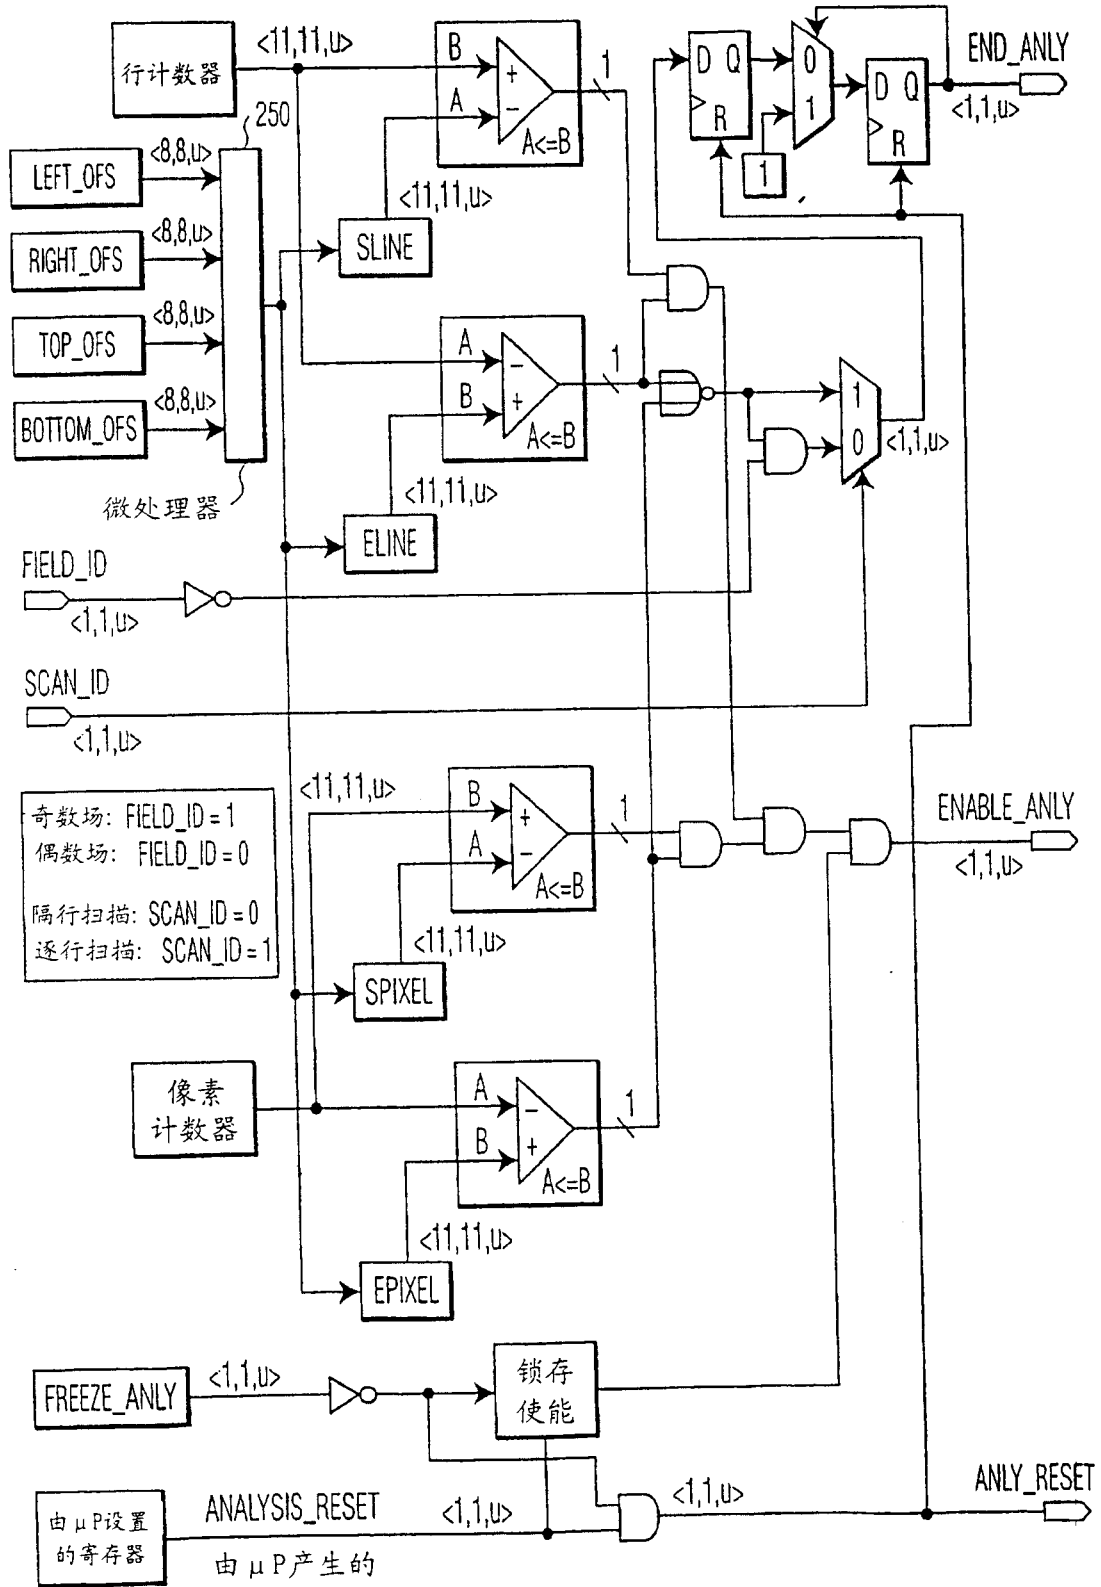 行计数器
<11,11,u>
B
A
+
−
A<=B
1
D Q
R
0
1
1
D Q
R
END_ANLY
<1,1,u>
250
LEFT_OFS
<8,8,u>
RIGHT_OFS
<8,8,u>
TOP_OFS
<8,8,u>
BOTTOM_OFS
<8,8,u>
微处理器
<11,11,u>
SLINE
A
B
−
+
A<=B
1
<11,11,u>
ELINE
1
0
<1,1,u>
FIELD_ID
<1,1,u>
SCAN_ID
<1,1,u>
奇数场: FIELD_ID=1
偶数场: FIELD_ID=0
隔行扫描: SCAN_ID=0
逐行扫描: SCAN_ID=1
<11,11,u>
B
A
+
−
A<=B
1
ENABLE_ANLY
<1,1,u>
<11,11,u>
SPIXEL
像素
计数器
A
B
−
+
A<=B
1
<11,11,u>
EPIXEL
FREEZE_ANLY
<1,1,u>
锁存
使能
由μP设置
的寄存器
ANALYSIS_RESET
<1,1,u>
由μP产生的
<1,1,u>
ANLY_RESET